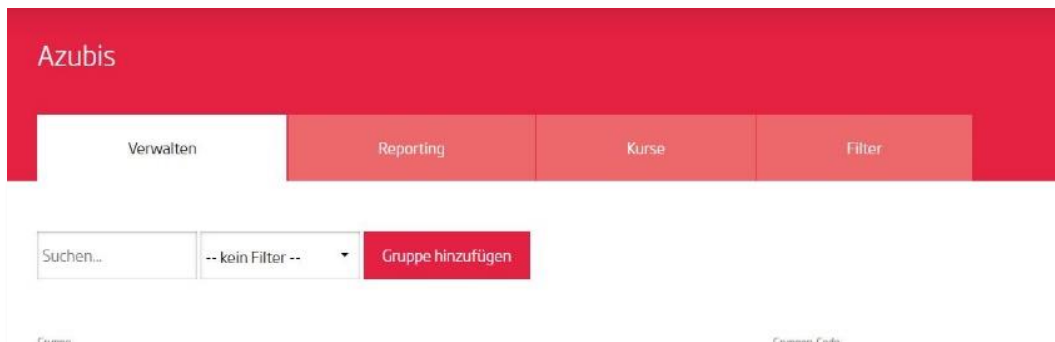 Azubis
Verwalten Reporting Kurse Filter
Suchen... -- kein Filter -- Gruppe hinzufügen